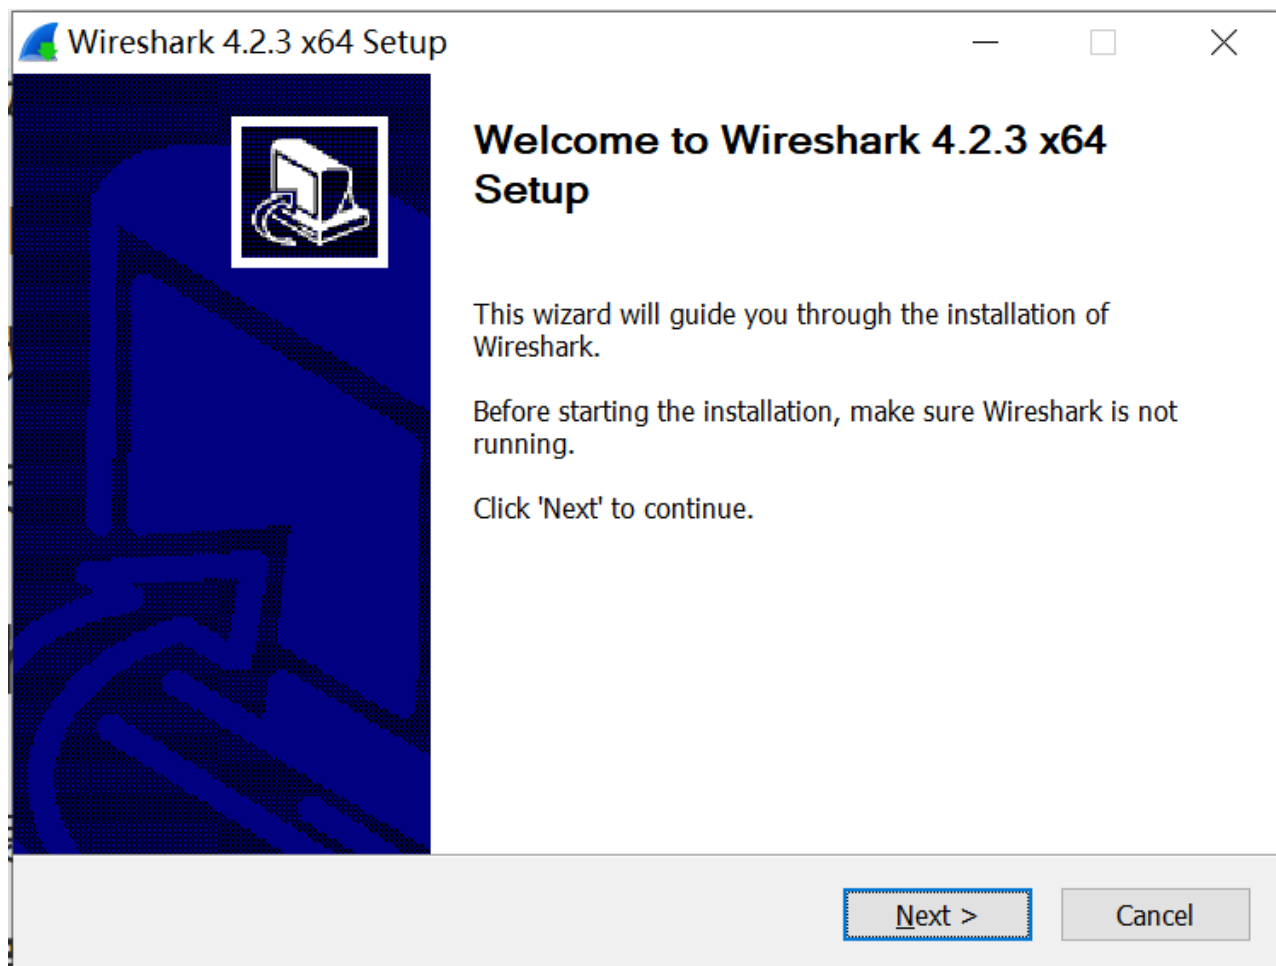 Wireshark 4.2.3 x64 Setup
Welcome to Wireshark 4.2.3 x64
Setup
This wizard will guide you through the installation of
Wireshark.
Before starting the installation, make sure Wireshark is not
running.
Click 'Next' to continue.
Next >
Cancel